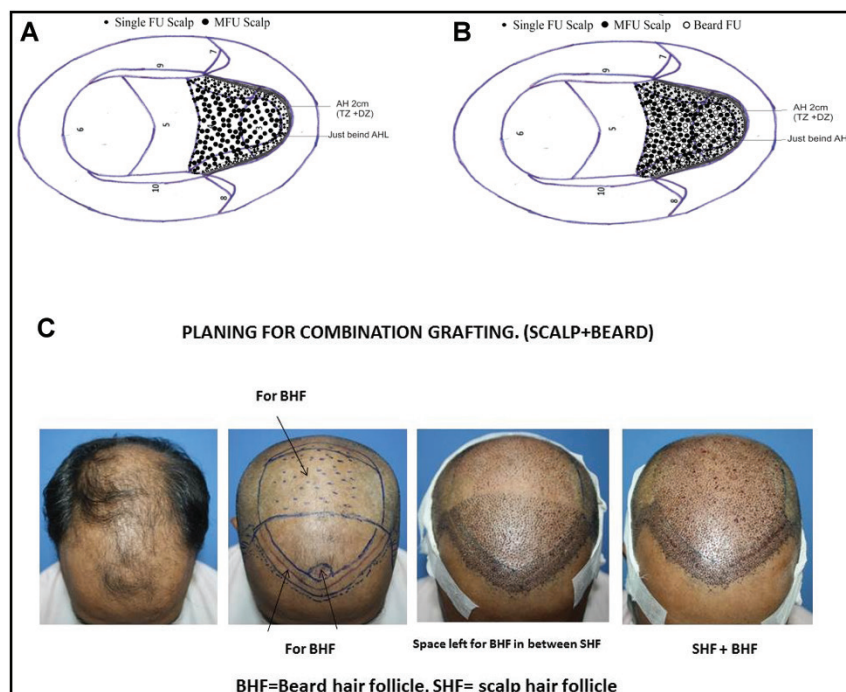 A
• Single FU Scalp ● MFU Scalp
7
9
6
5
3
10
8
AH 2cm
(TZ +DZ)
Just beind AHL
B
• Single FU Scalp ● MFU Scalp ○ Beard FU
7
9
6
5
10
8
AH 2cm
(TZ +DZ)
Just beind AH
C
PLANING FOR COMBINATION GRAFTING. (SCALP+BEARD)
For BHF
For BHF
Space left for BHF in between SHF
SHF + BHF
BHF=Beard hair follicle. SHF= scalp hair follicle